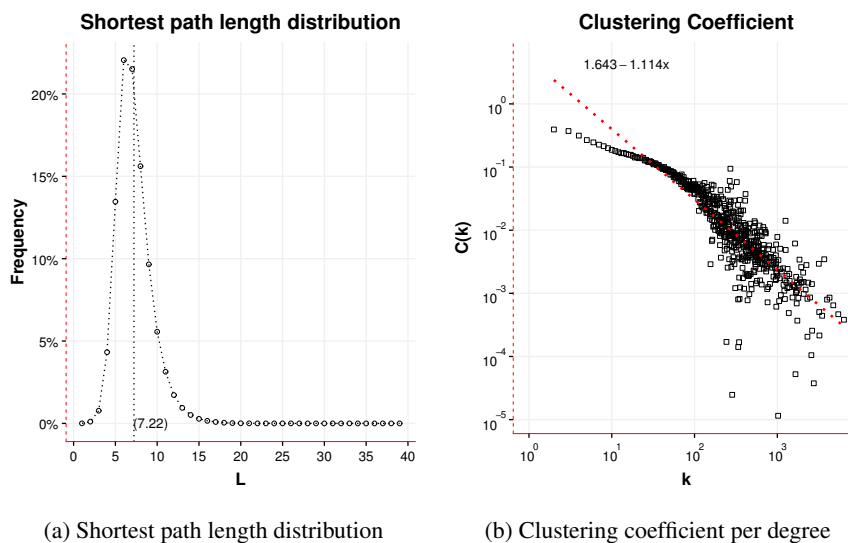 Shortest path length distribution
Frequency
20%
15%
10%
5%
0%
(7.22)
0 5 10 15 20 25 30 35 40
L
(a) Shortest path length distribution
Clustering Coefficient
1.643−1.114x
C(k)
10^0
10^−1
10^−2
10^−3
10^−4
10^−5
10^0 10^1 10^2 10^3
k
(b) Clustering coefficient per degree